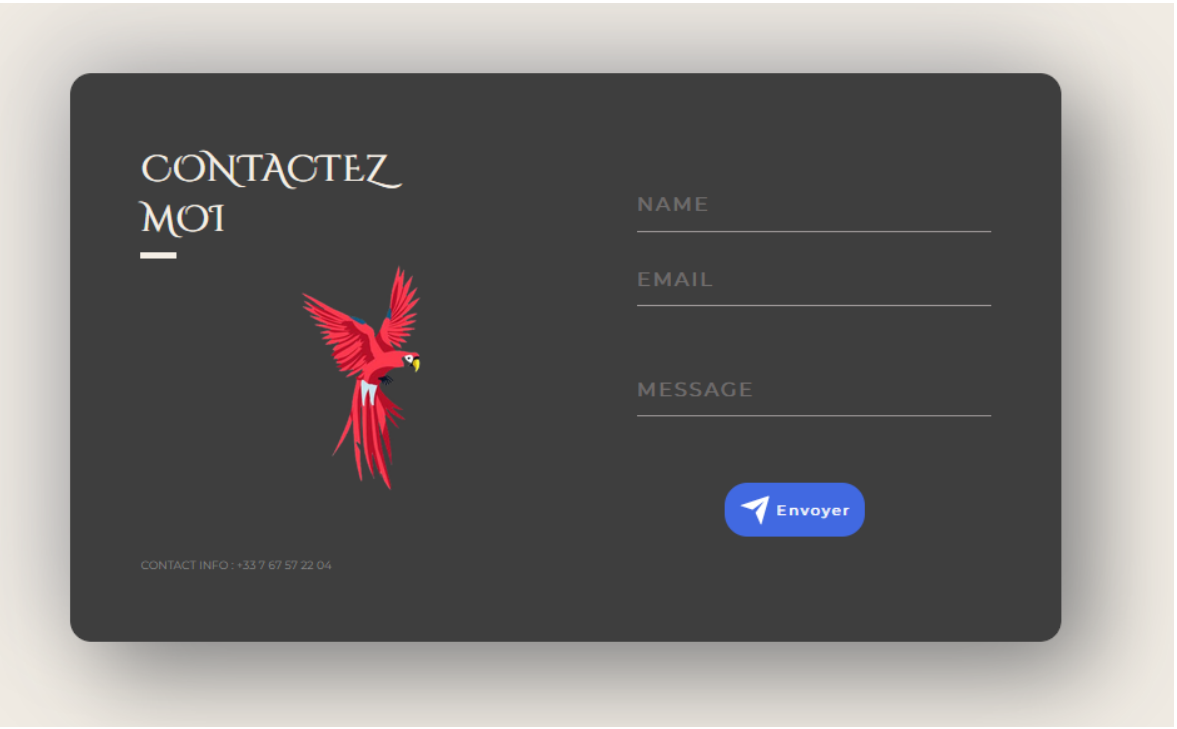 CONTACTEZ
MOI
NAME
EMAIL
MESSAGE
Envoyer
CONTACT INFO : +33 7 67 57 22 04